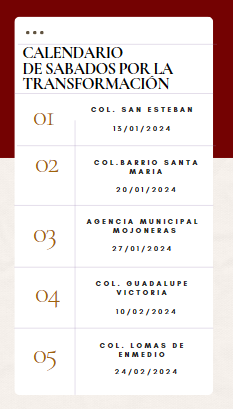 CALENDARIO
DE SABADOS POR LA
TRANSFORMACIÓN
01
COL. SAN ESTEBAN
13/01/2024
02
COL.BARRIO SANTA
MARIA
20/01/2024
03
AGENCIA MUNICIPAL
MOJONERAS
27/01/2024
04
COL. GUADALUPE
VICTORIA
10/02/2024
05
COL. LOMAS DE
ENMEDIO
24/02/2024